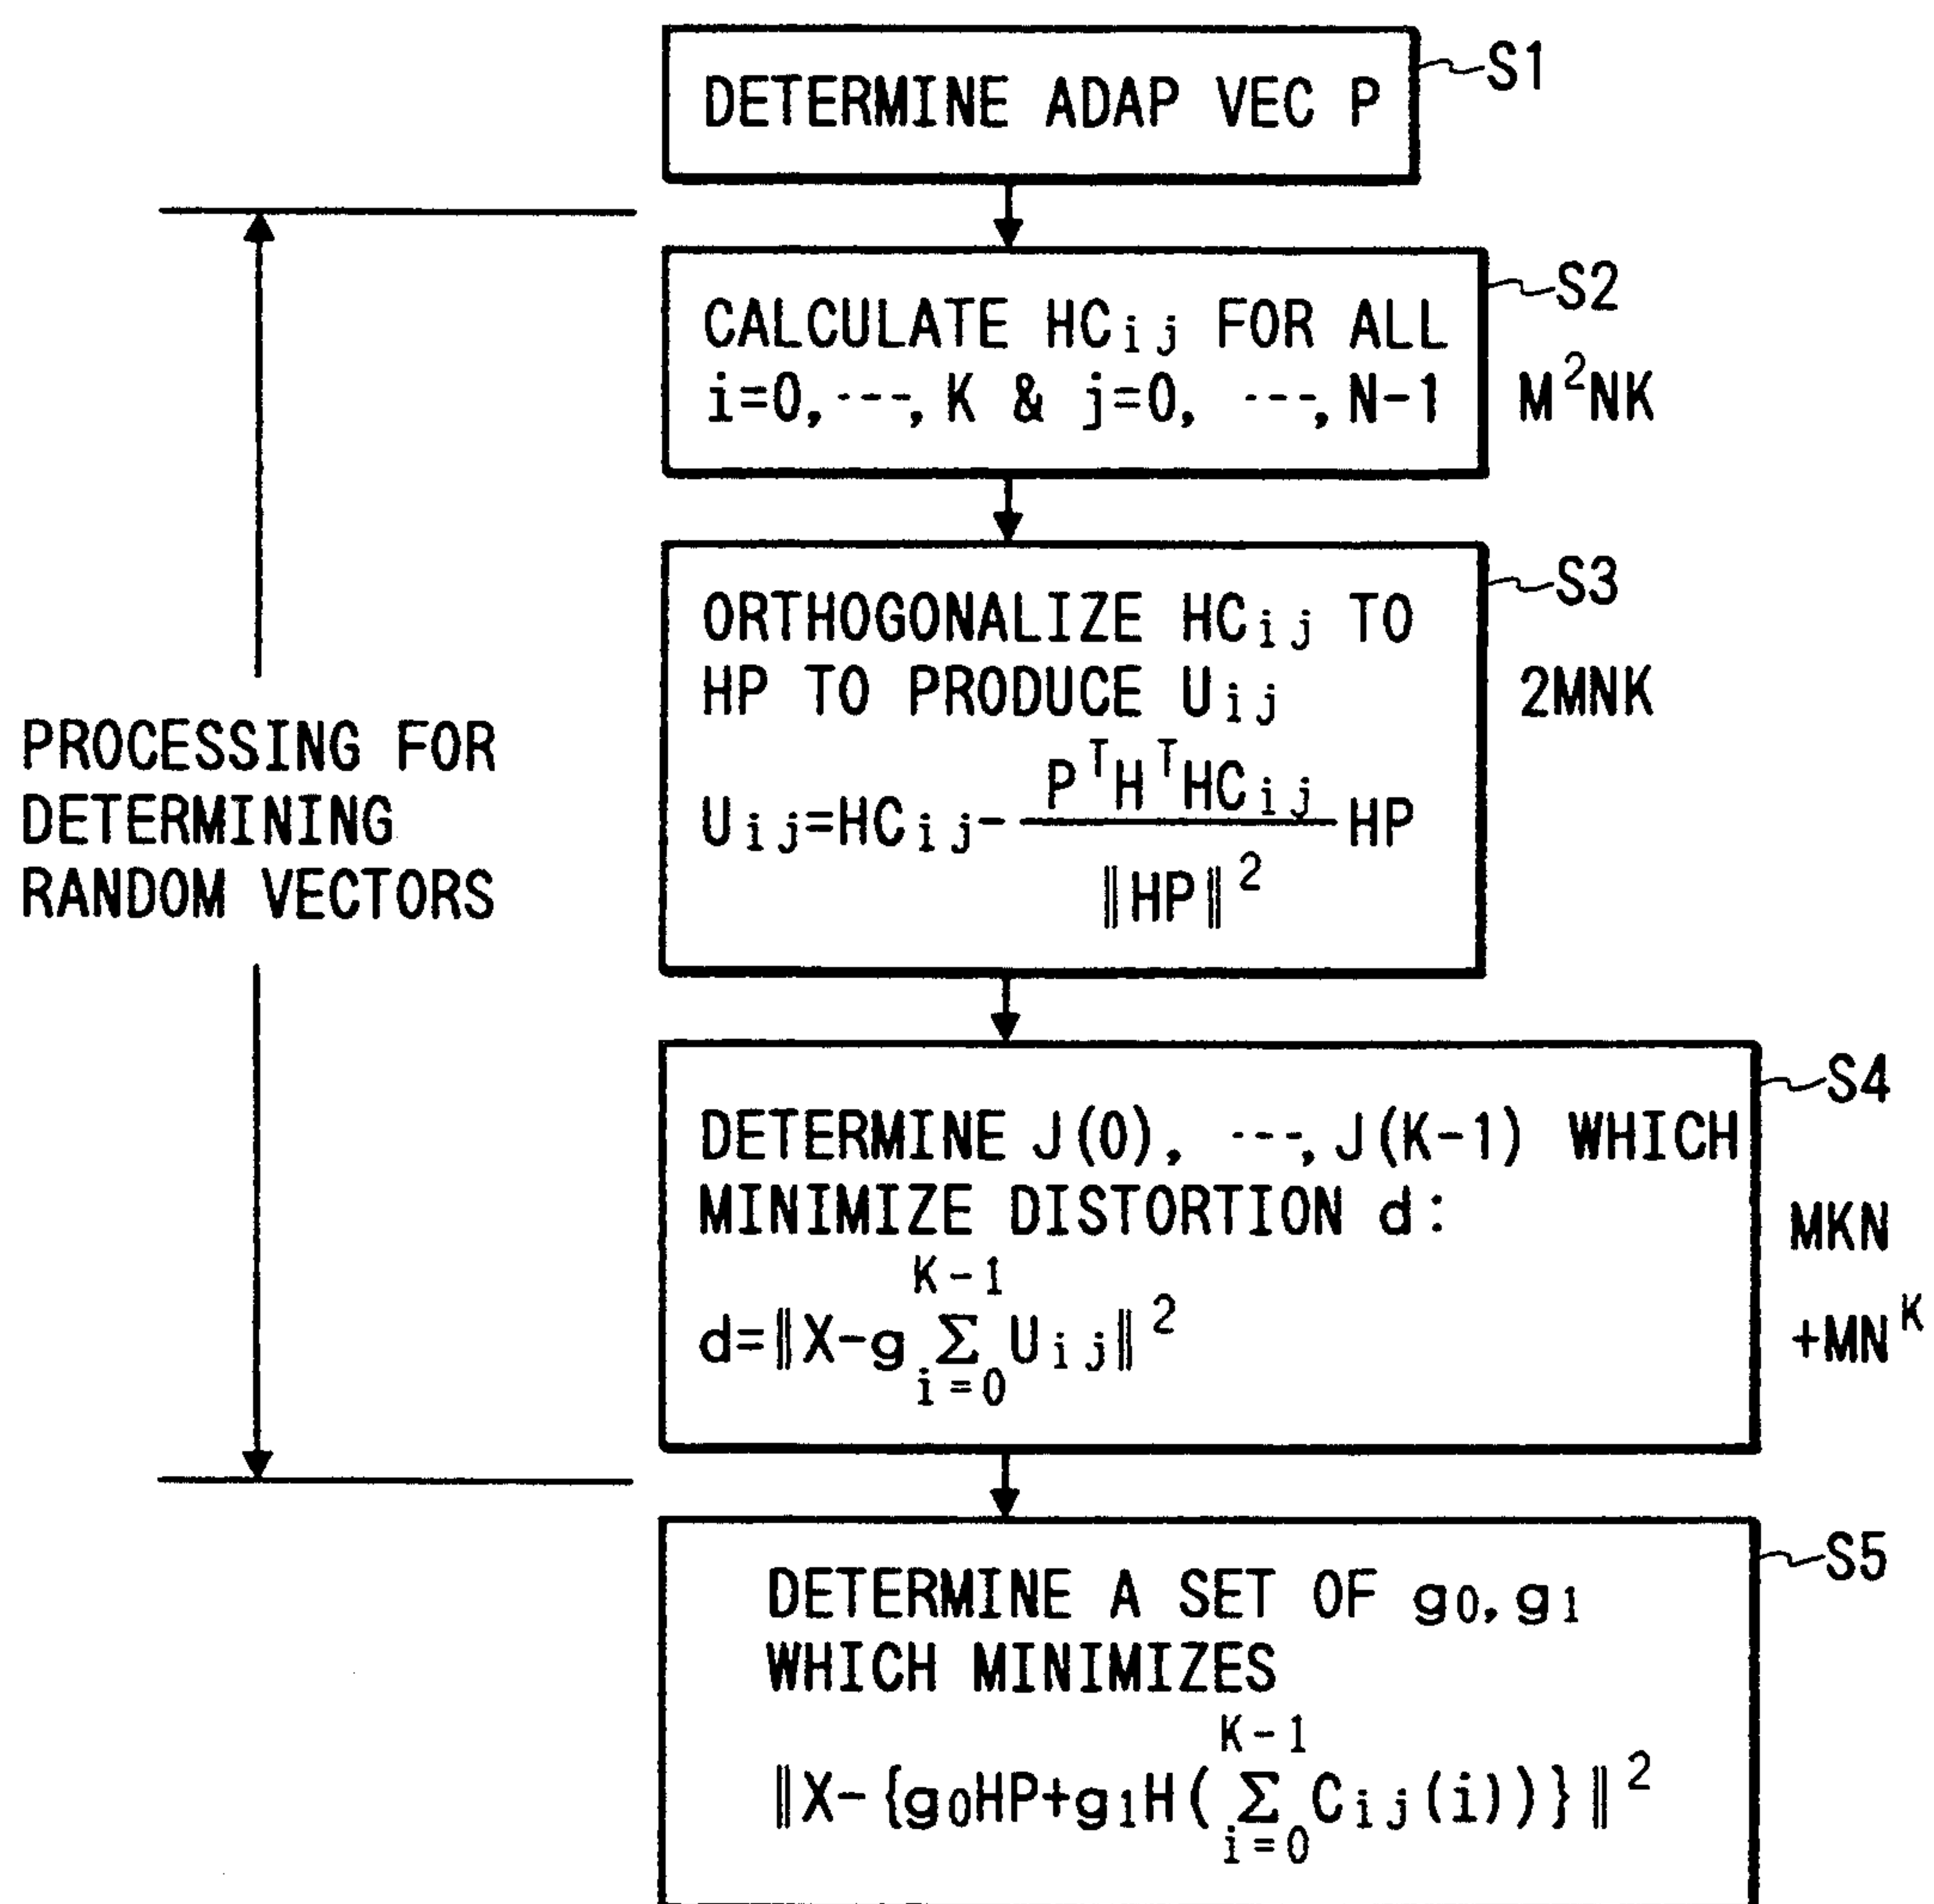 DETERMINE ADAP VEC P
S1
CALCULATE HCij FOR ALL
i=0,---,K & j=0, ---,N-1
S2
M²NK
ORTHOGONALIZE HCij TO
HP TO PRODUCE Uij
Uij=HCij- PᵀHᵀHCij / ‖HP‖² HP
S3
2MNK
PROCESSING FOR
DETERMINING
RANDOM VECTORS
DETERMINE J(0), ---,J(K-1) WHICH
MINIMIZE DISTORTION d:
K-1
d=‖X-g Σ Uij‖²
i=0
S4
MKN
+MNᴷ
DETERMINE A SET OF g0,g1
WHICH MINIMIZES
K-1
‖X-{g0HP+g1H( Σ Cij(i))}‖²
i=0
S5